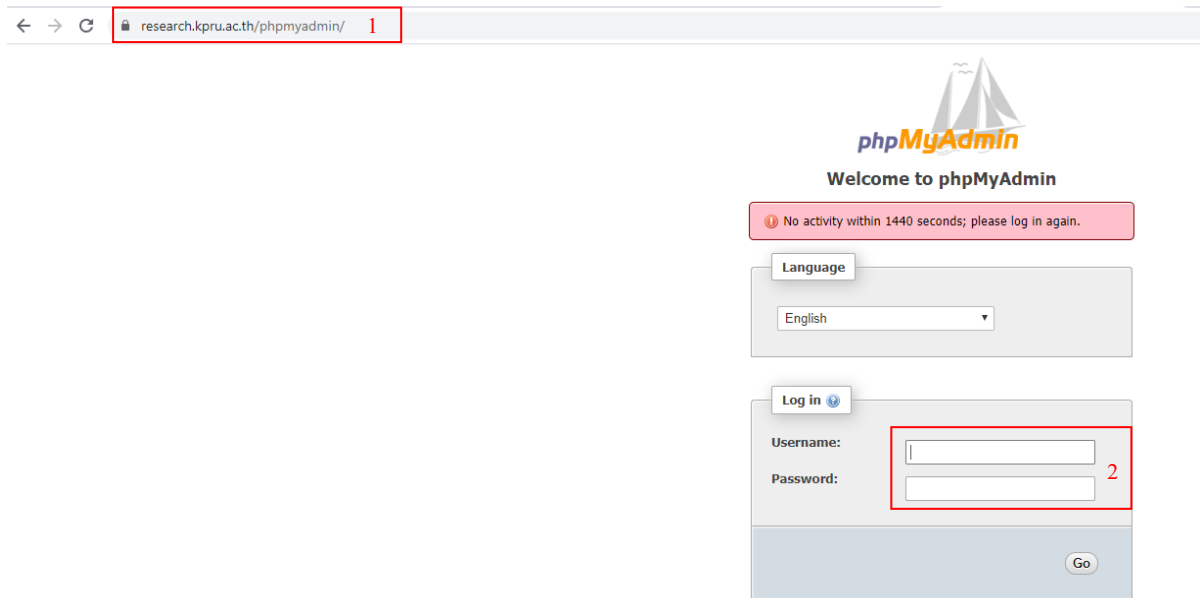 research.kpru.ac.th/phpmyadmin/ 1
phpMyAdmin
Welcome to phpMyAdmin
No activity within 1440 seconds; please log in again.
Language
English
Log in
Username:
Password:
2
Go